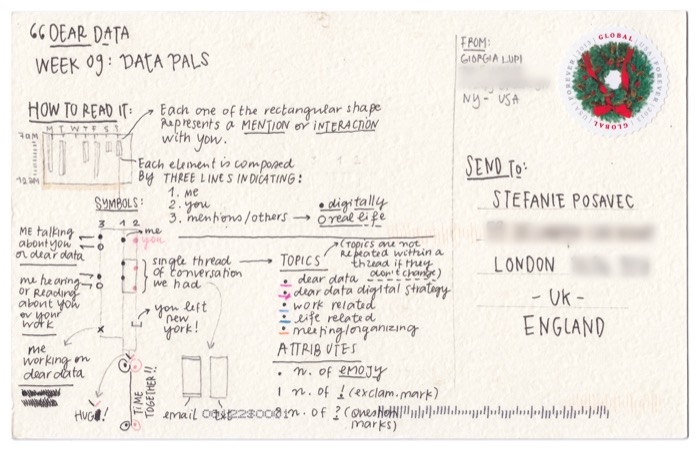 66 DEAR DATA
WEEK 09: DATA PALS
HOW TO READ IT:
M T W T F S S
7AM
12AM
Each one of the rectangular shape
represents a MENTION or INTERACTION
with you.
Each element is composed
BY THREE LINES INDICATING:
1. me
2. you
3. mentions/others → • digitally
○ real life
SYMBOLS:
3 1 2
me
you
ME talking
about you
or dear data
me hearing
or Reading
about you
or your
work
me
working on
dear data
HUG!
single thread
of conversation
we had
you left
new
york!
TIME
TOGETHER!!
email
TOPICS
(TOPICS are not
repeated within a
thread if they
don't change)
dear data
dear data digital strategy
work related
life related
meeting/organizing
ATTRIBUTES
• n. of emojy
| n. of ! (exclam. mark)
n. of ? (question
marks)
FROM:
GIORGIA LUPI
NY - USA
GLOBAL
FOREVER
GLOBAL
FOREVER
SEND TO:
STEFANIE POSAVEC
LONDON
- UK -
ENGLAND